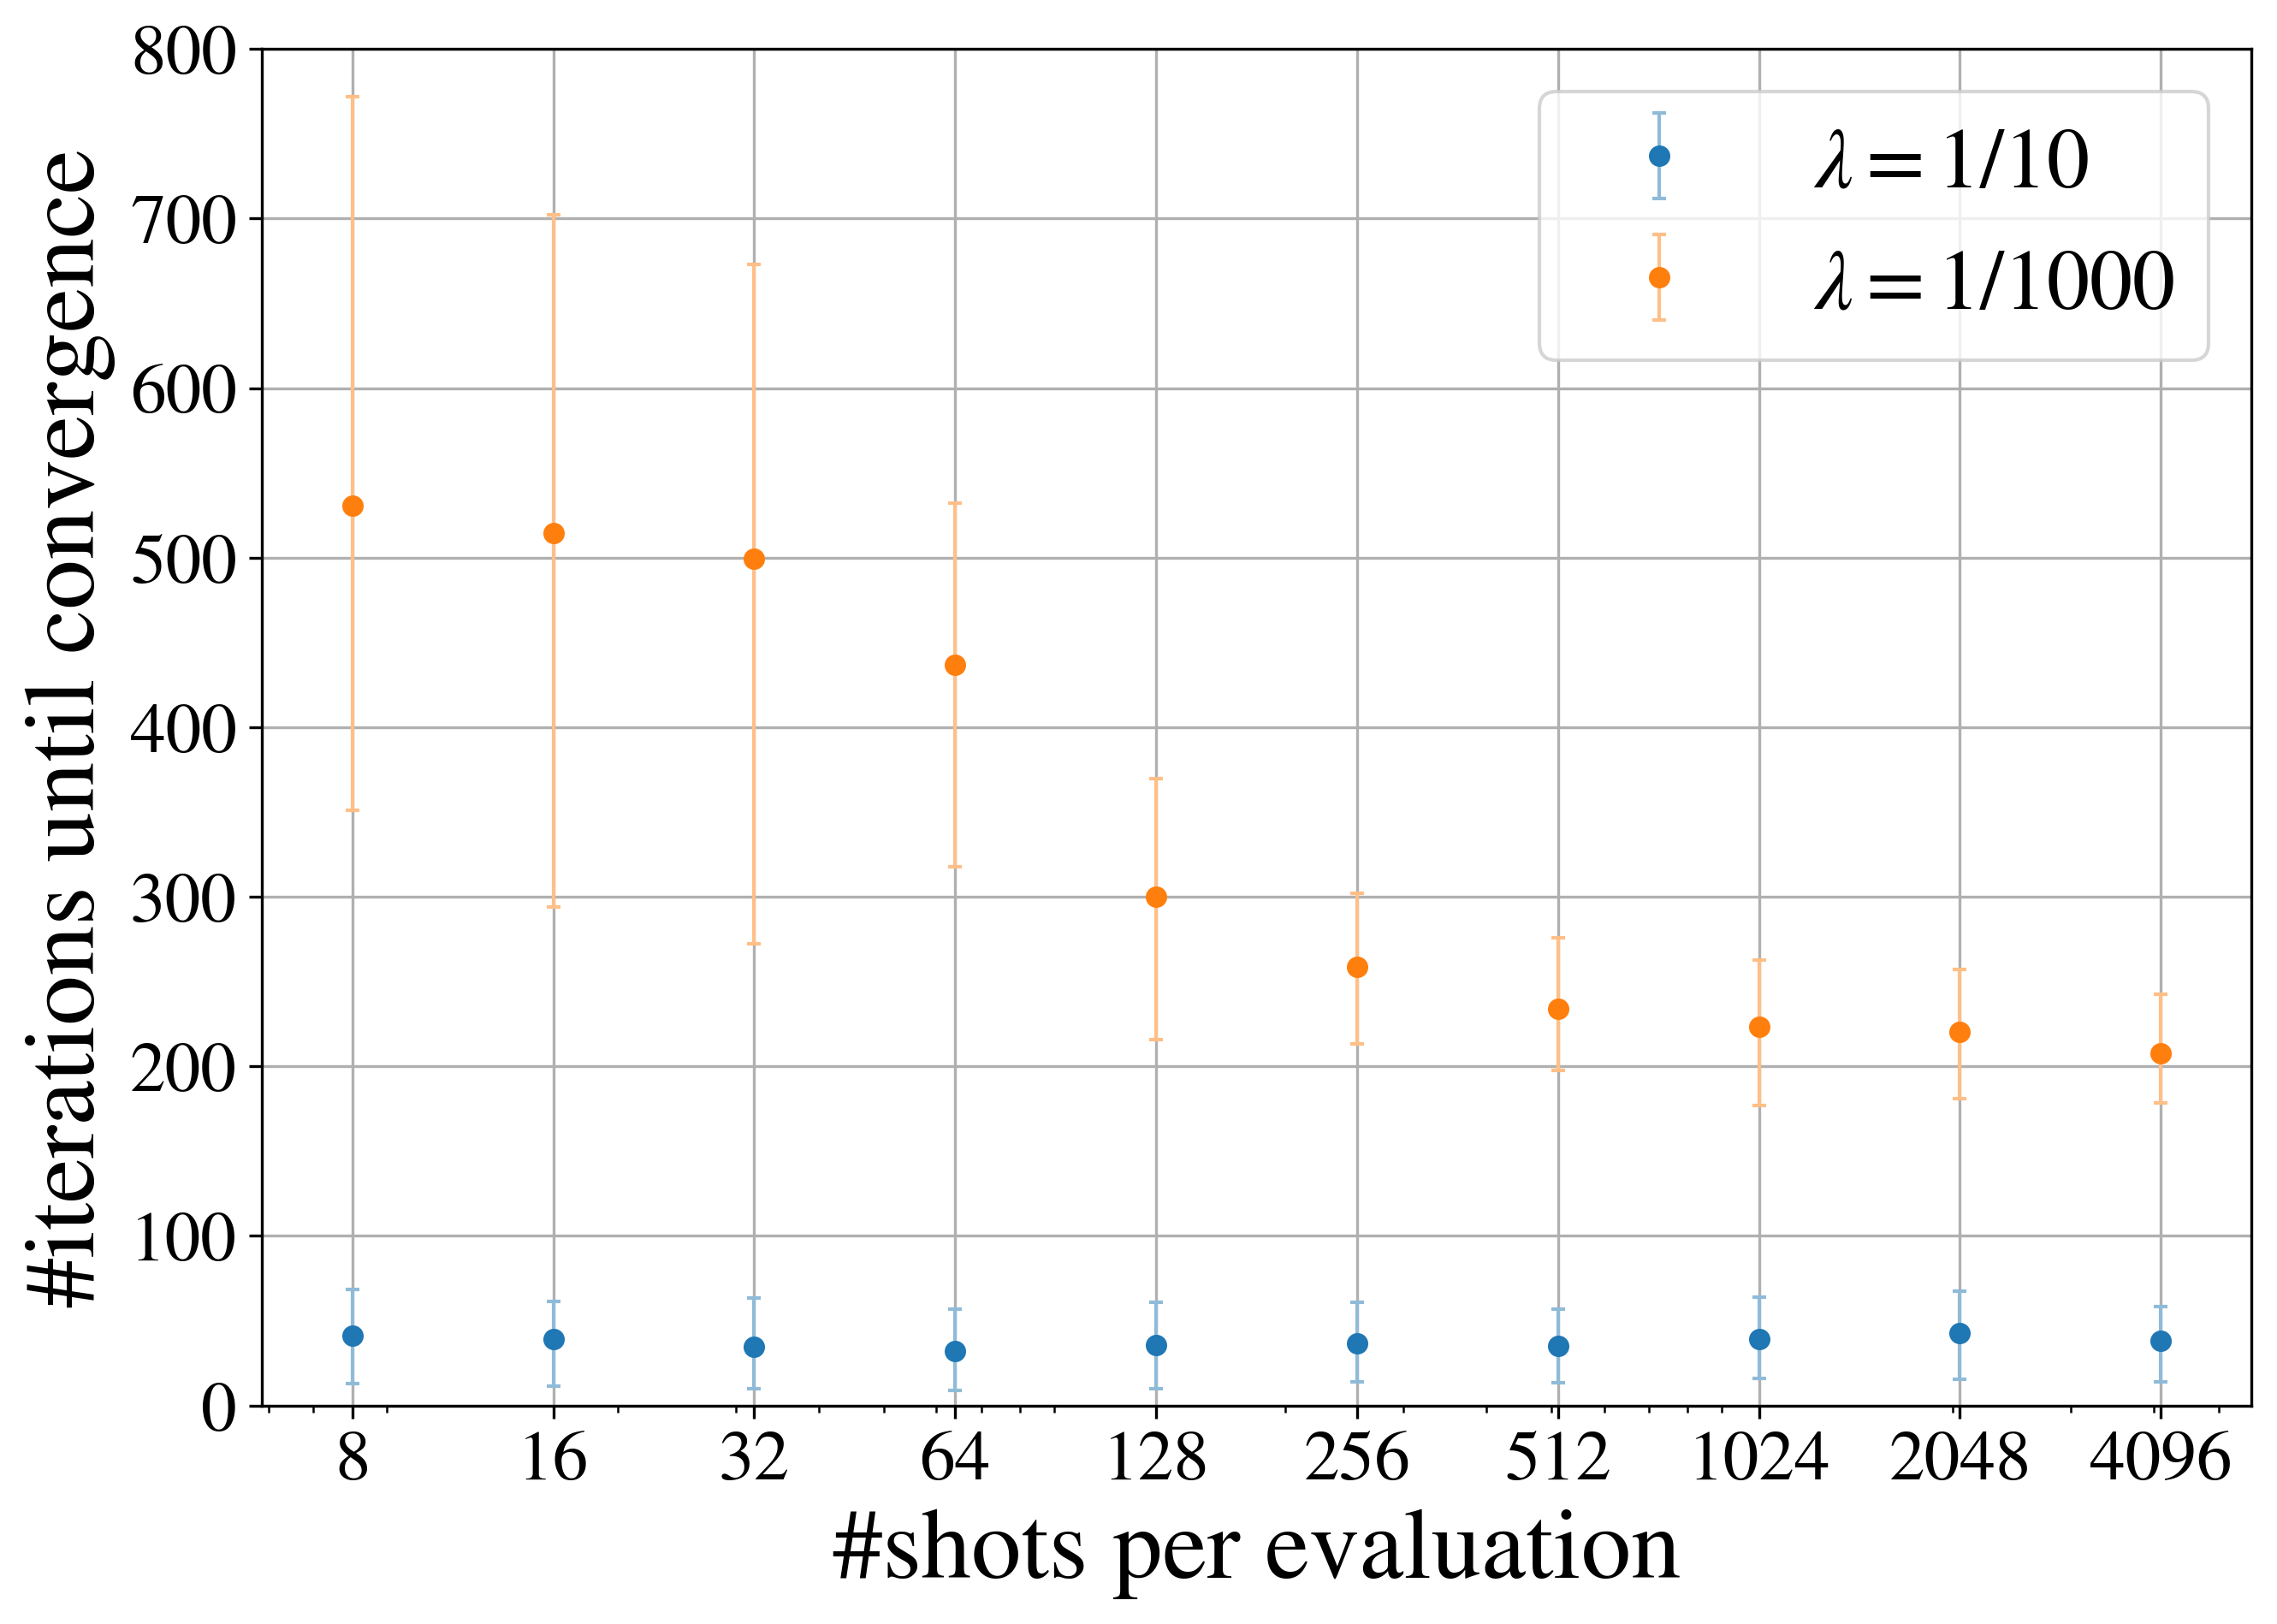 800
700
600
500
400
300
200
100
0
#iterations until convergence
λ = 1/10
λ = 1/1000
8 16 32 64 128 256 512 1024 2048 4096
#shots per evaluation